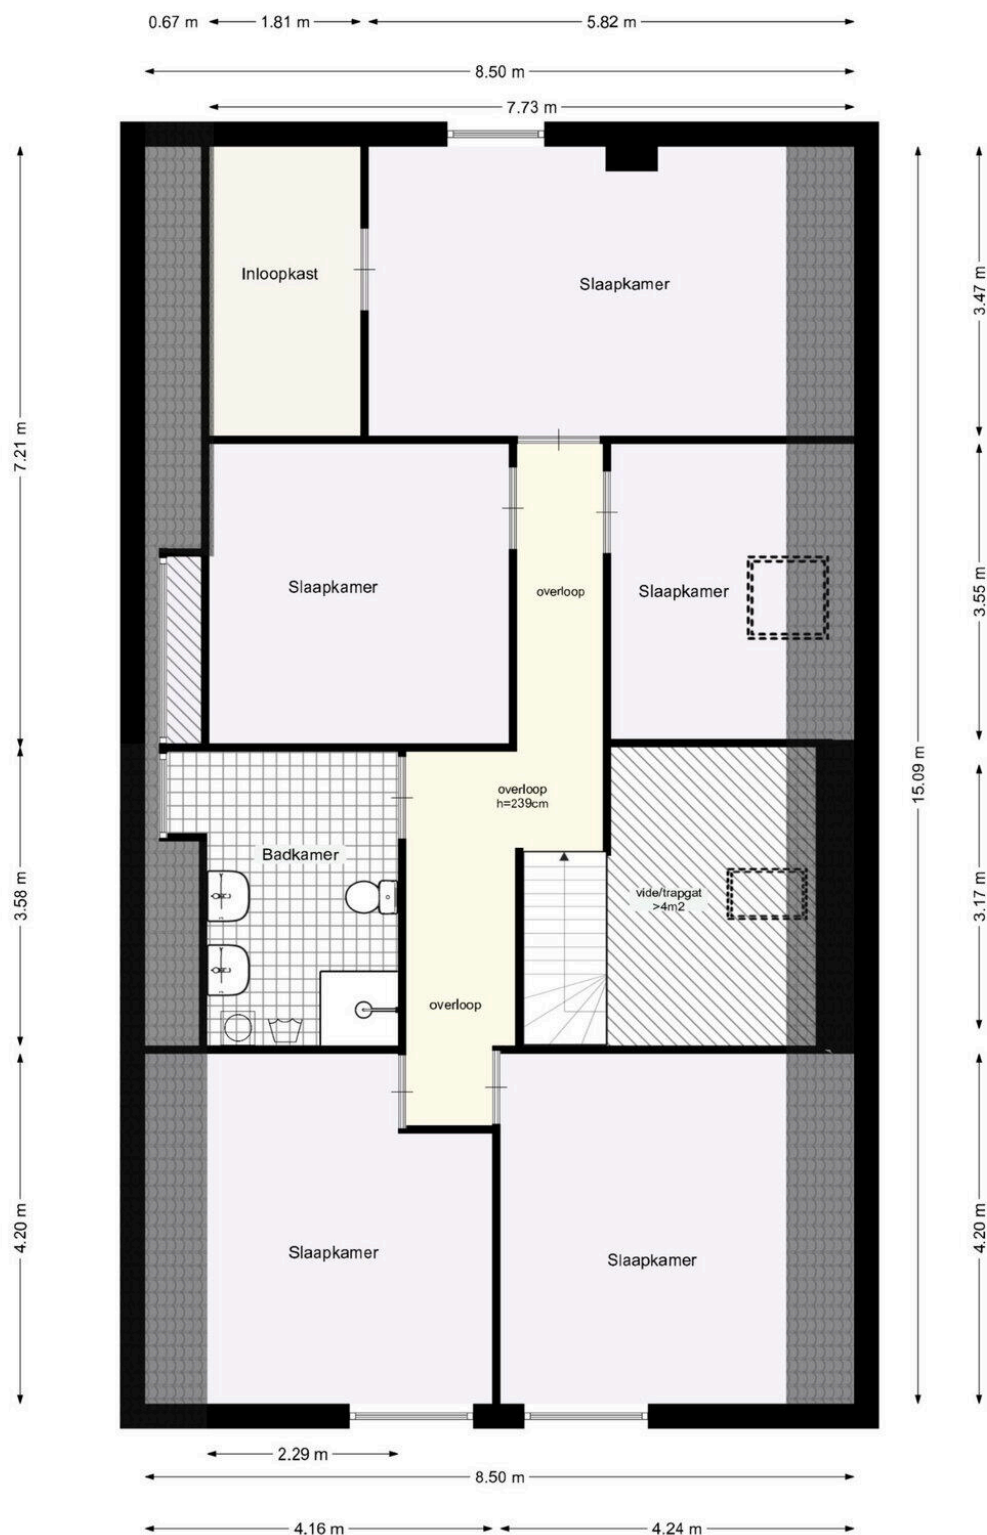 0.67 m
1.81 m
5.82 m
8.50 m
7.73 m
Inloopkast
Slaapkamer
3.47 m
7.21 m
Slaapkamer
overloop
Slaapkamer
3.55 m
15.09 m
overloop
h=239cm
Badkamer
vide/trapgat
>4m2
3.58 m
3.17 m
overloop
Slaapkamer
Slaapkamer
4.20 m
4.20 m
2.29 m
8.50 m
4.16 m
4.24 m